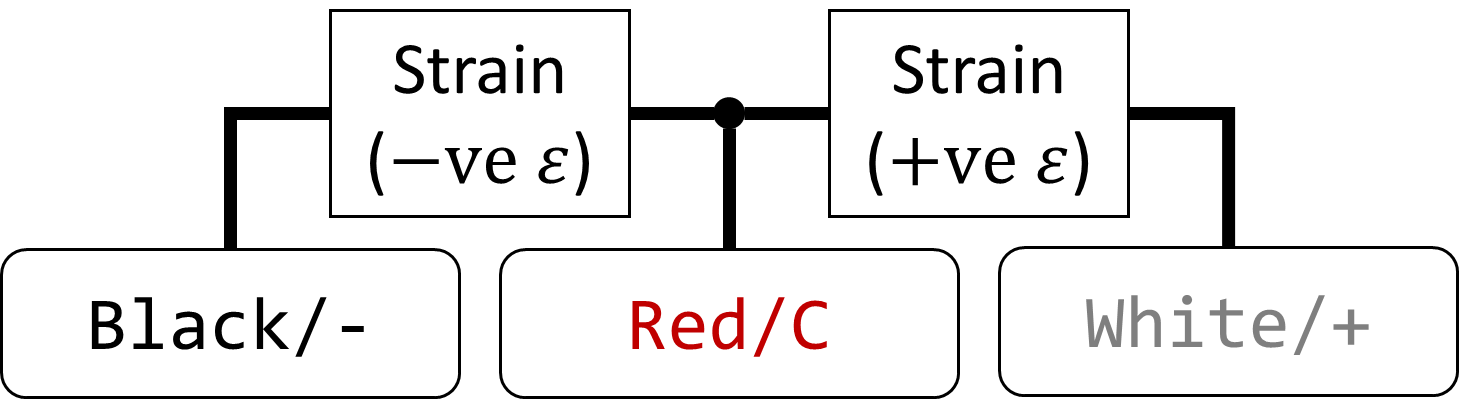 Strain
(−ve ε)
Strain
(+ve ε)
Black/-
Red/C
White/+